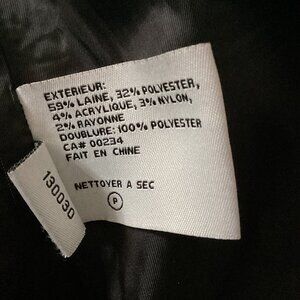 EXTERIEUR:
59% LAINE, 32% POLYESTER,
4% ACRYLIQUE, 3% NYLON,
2% RAYONNE
DOUBLURE: 100% POLYESTER
CA# 00234
FAIT EN CHINE
NETTOYER A SEC
P
130030